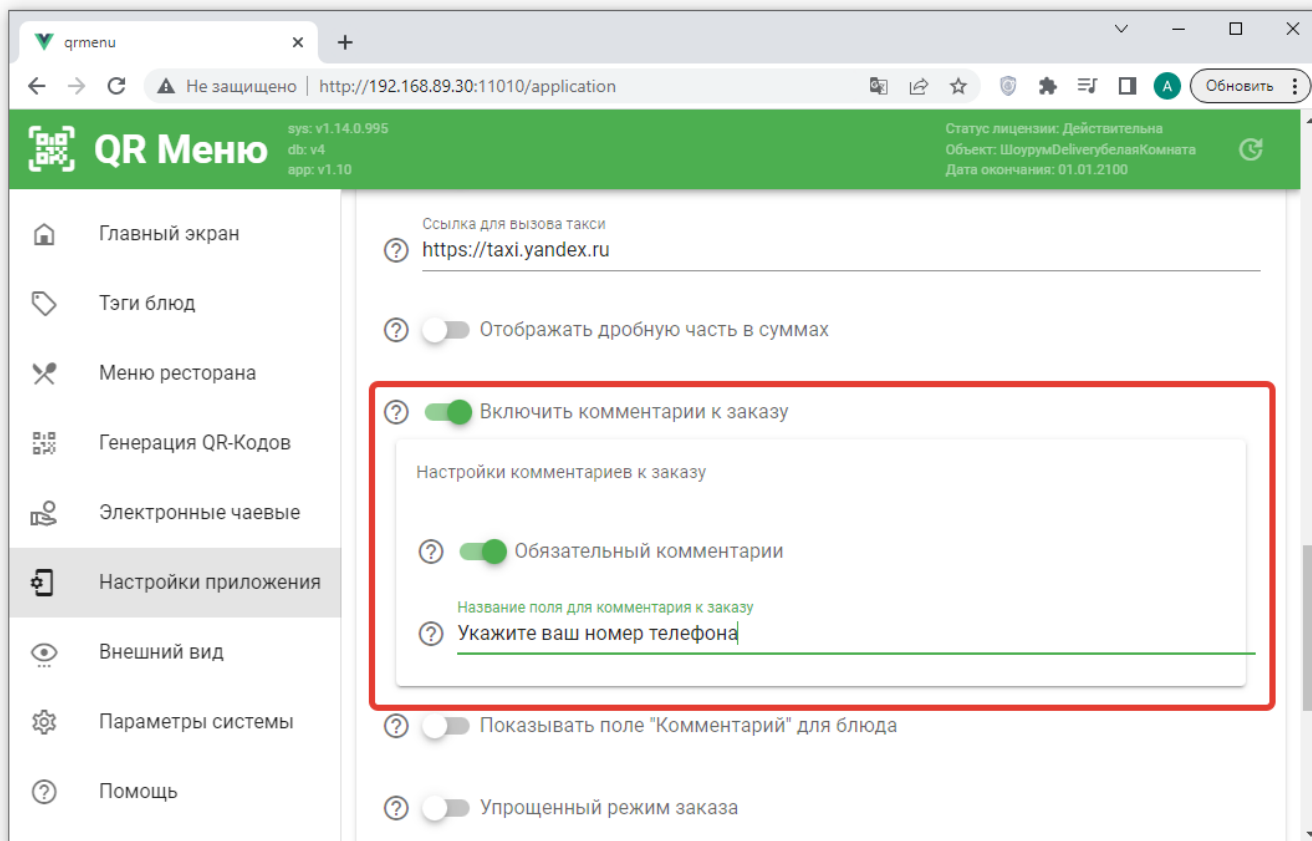 qrmenu
Не защищено
http://192.168.89.30:11010/application
A
Обновить
QR Меню
sys: v1.14.0.995
db: v4
app: v1.10
Статус лицензии: Действительна
Объект: ШоурумDeliveryбелаяКомната
Дата окончания: 01.01.2100
Главный экран
Тэги блюд
Меню ресторана
Генерация QR-Кодов
Электронные чаевые
Настройки приложения
Внешний вид
Параметры системы
Помощь
Ссылка для вызова такси
https://taxi.yandex.ru
Отображать дробную часть в суммах
Включить комментарии к заказу
Настройки комментариев к заказу
Обязательный комментарии
Название поля для комментария к заказу
Укажите ваш номер телефона
Показывать поле "Комментарий" для блюда
Упрощенный режим заказа